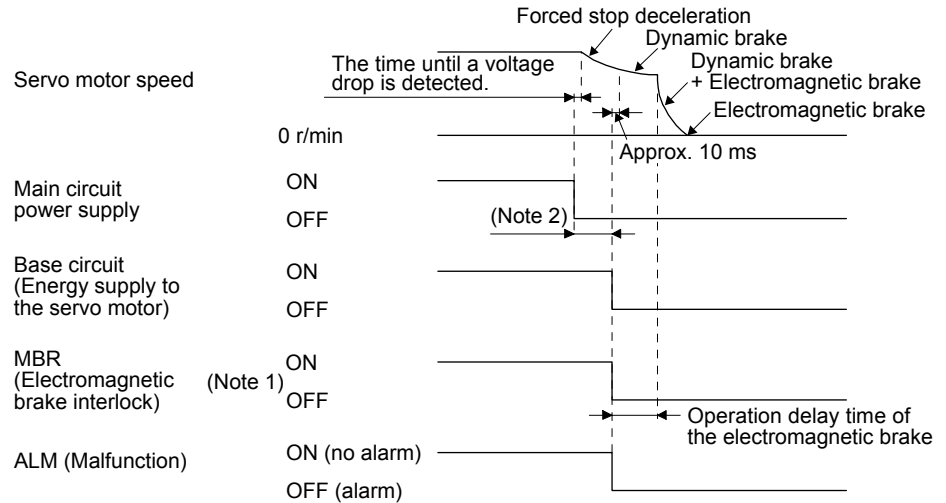 Forced stop deceleration
Dynamic brake
The time until a voltage
drop is detected.
Dynamic brake
+ Electromagnetic brake
Servo motor speed
Electromagnetic brake
0 r/min
Approx. 10 ms
Main circuit
power supply
ON
OFF
(Note 2)
Base circuit
(Energy supply to
the servo motor)
ON
OFF
MBR
(Electromagnetic
brake interlock)
(Note 1)
ON
OFF
Operation delay time of
the electromagnetic brake
ALM (Malfunction)
ON (no alarm)
OFF (alarm)